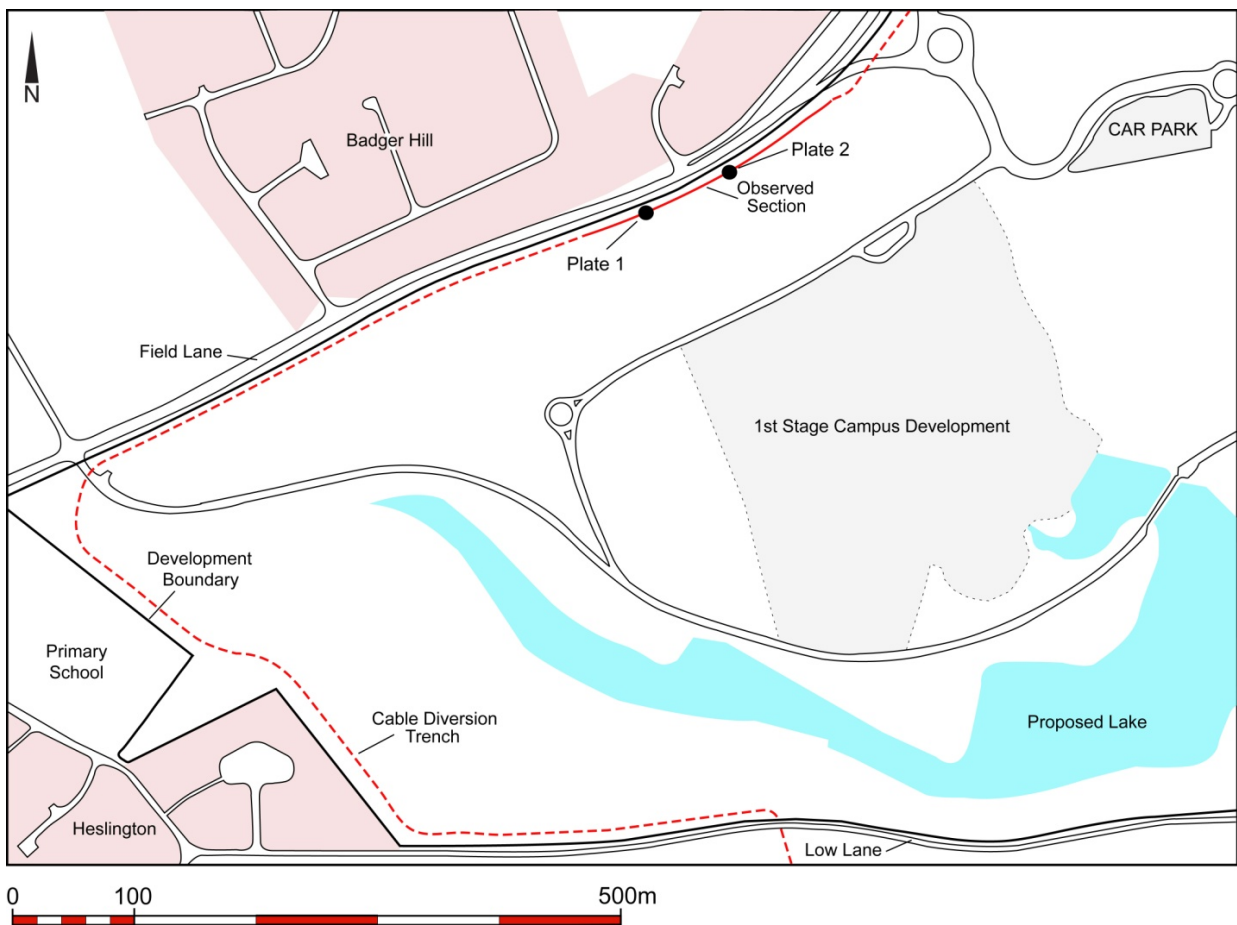 N
Badger Hill
CAR PARK
Plate 2
Observed
Section
Plate 1
Field Lane
1st Stage Campus Development
Development
Boundary
Primary
School
Cable Diversion
Trench
Proposed Lake
Heslington
Low Lane
0 100 500m